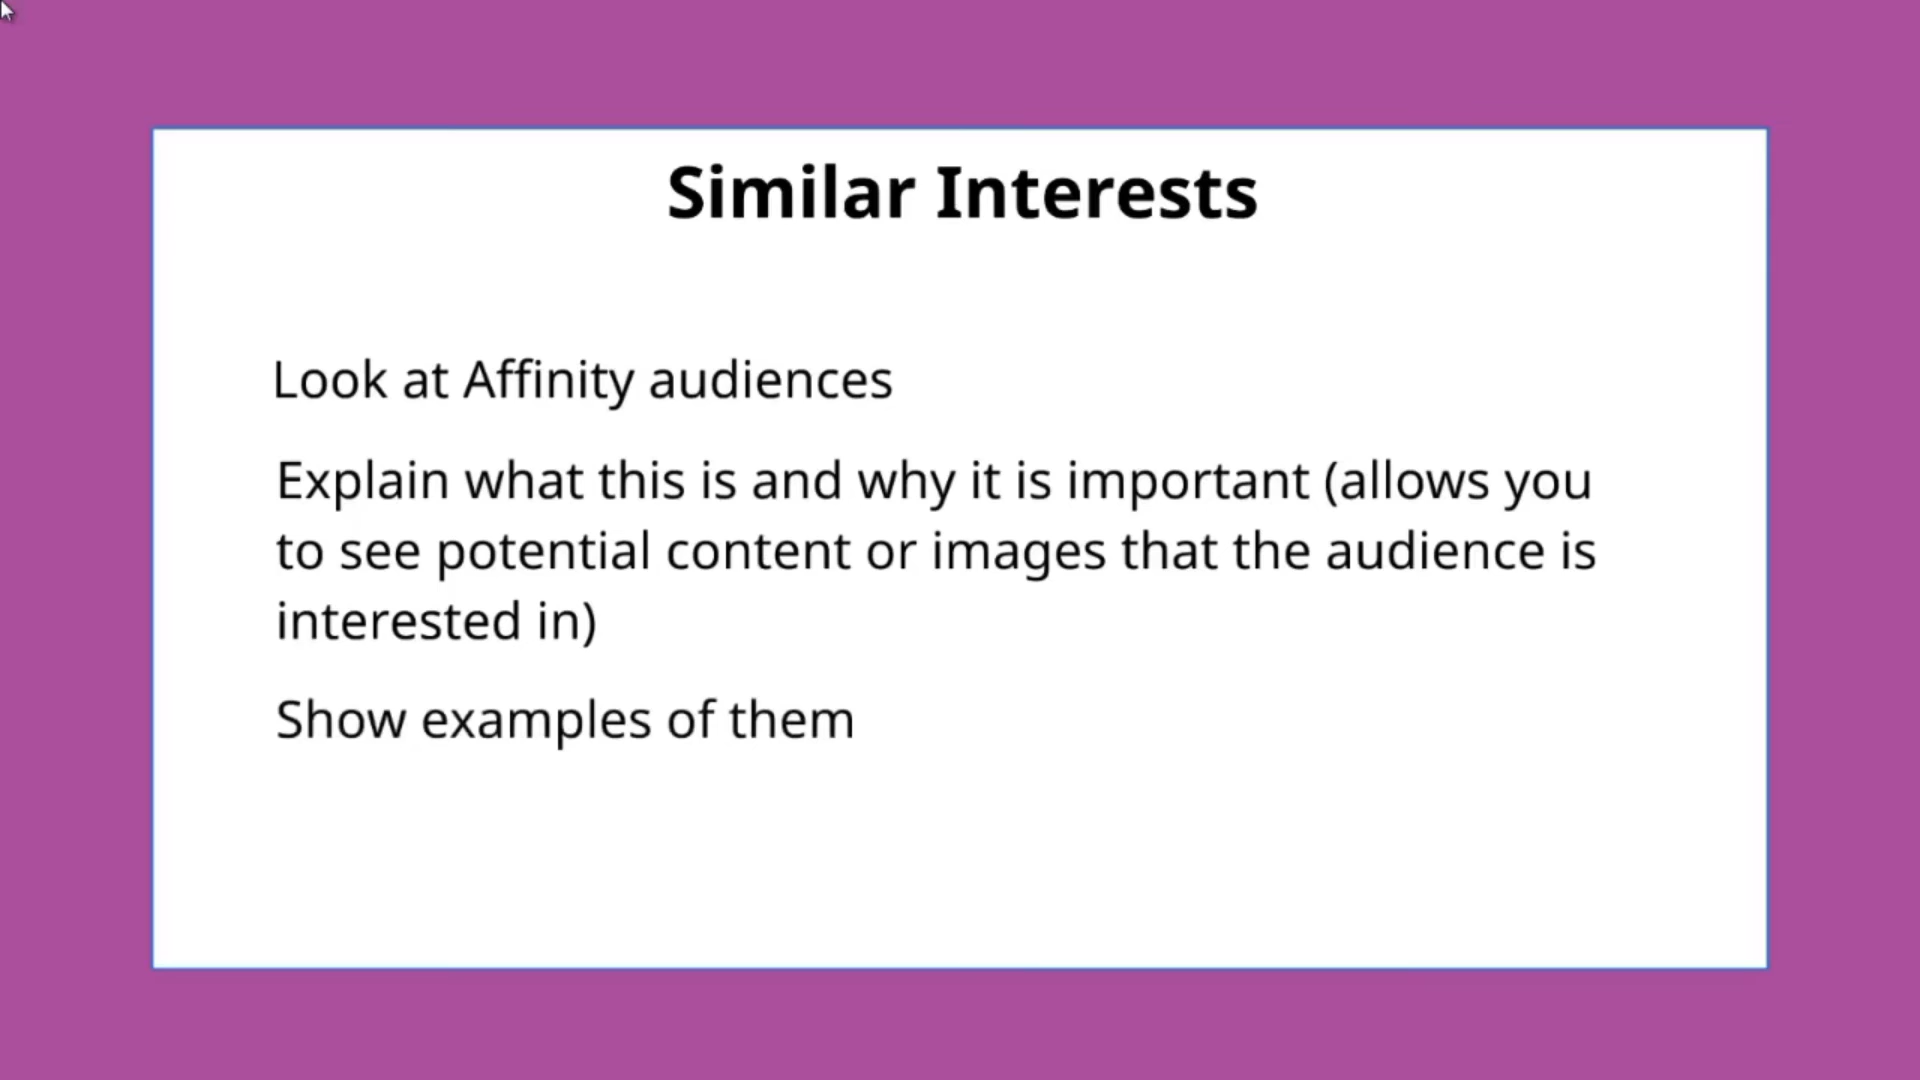 Similar Interests
Look at Affinity audiences
Explain what this is and why it is important (allows you
to see potential content or images that the audience is
interested in)
Show examples of them